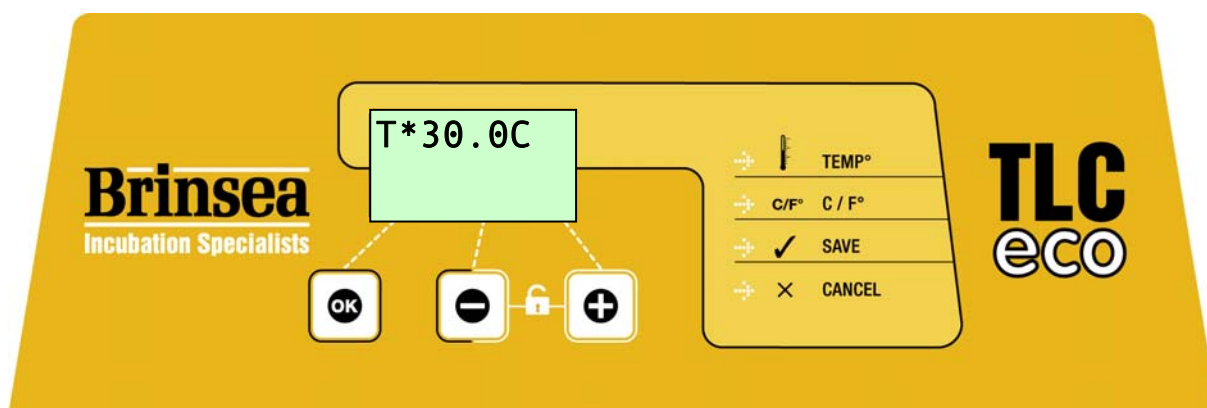 T*30.0C
Brinsea
Incubation Specialists
OK
TEMP°
C/F° C / F°
SAVE
CANCEL
TLC
eco